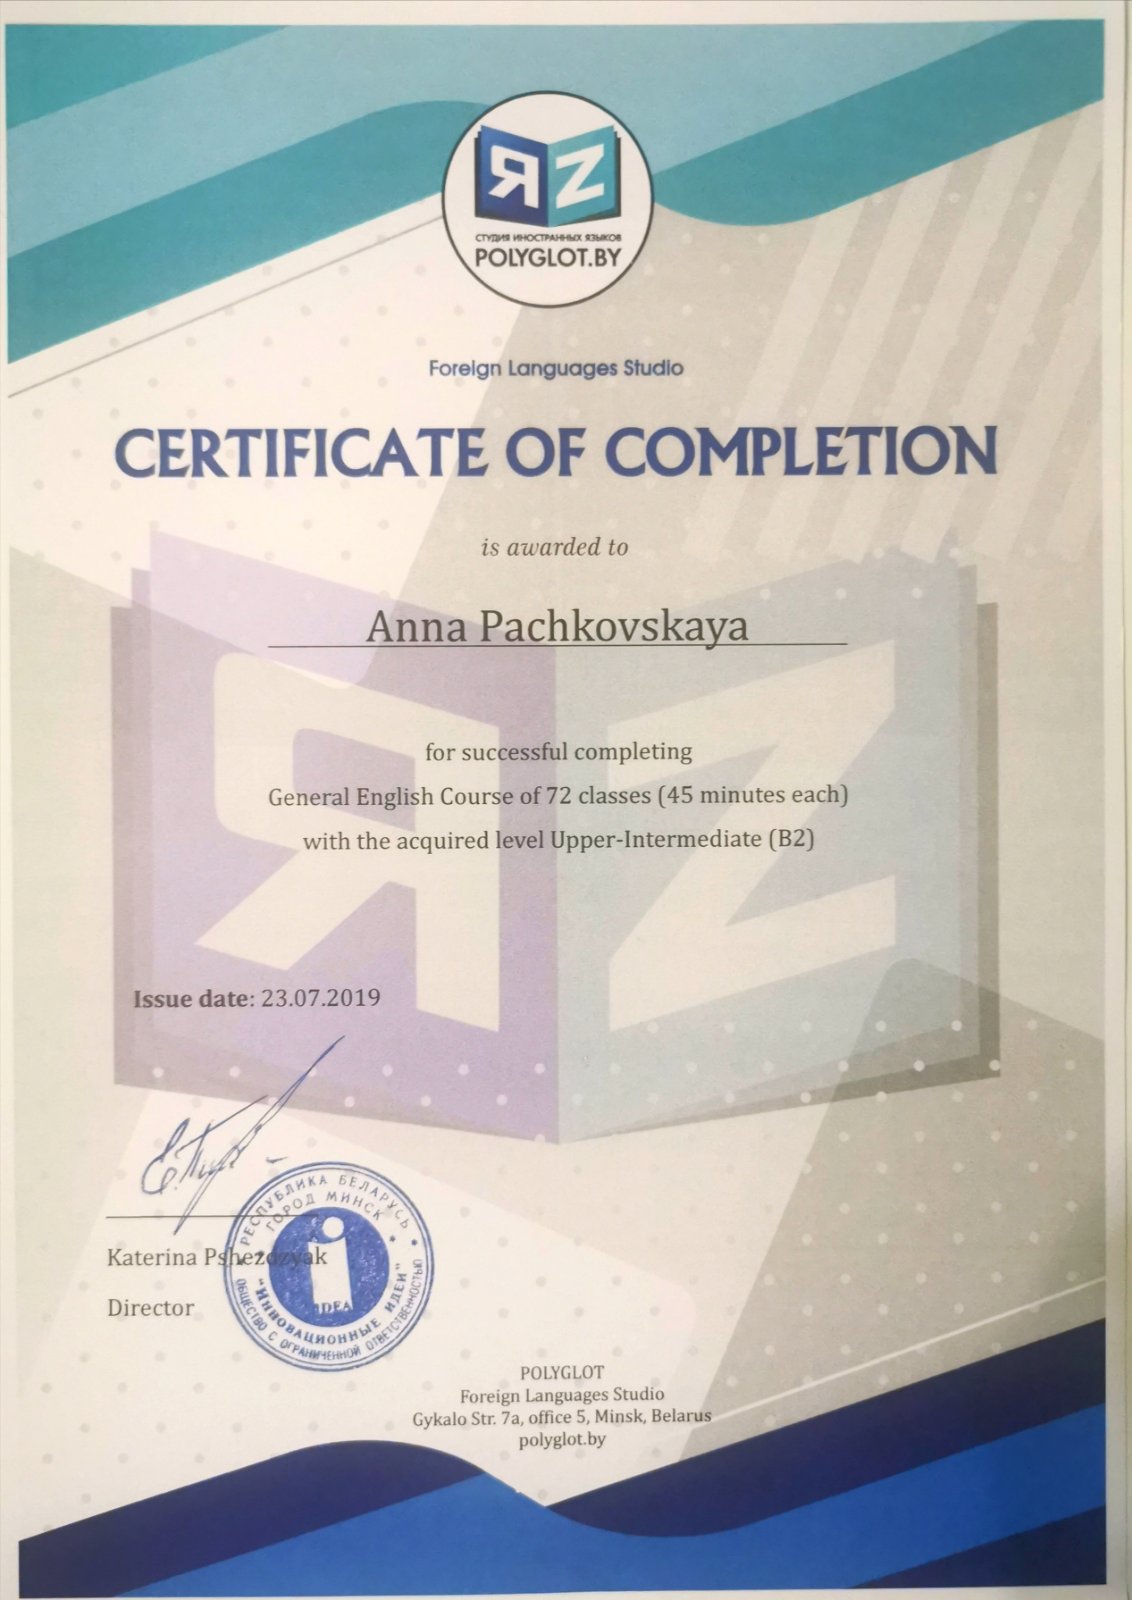 ЯZ
СТУДИЯ ИНОСТРАННЫХ ЯЗЫКОВ
POLYGLOT.BY
Foreign Languages Studio
CERTIFICATE OF COMPLETION
is awarded to
Anna Pachkovskaya
for successful completing
General English Course of 72 classes (45 minutes each)
with the acquired level Upper-Intermediate (B2)
ЯZ
Issue date: 23.07.2019
Katerina Pshezdzyak
Director
РЕСПУБЛИКА БЕЛАРУСЬ
ГОРОД МИНСК
i
IDEA
"ИННОВАЦИОННЫЕ ИДЕИ"
ОБЩЕСТВО С ОГРАНИЧЕННОЙ ОТВЕТСТВЕННОСТЬЮ
POLYGLOT
Foreign Languages Studio
Gykalo Str. 7a, office 5, Minsk, Belarus
polyglot.by